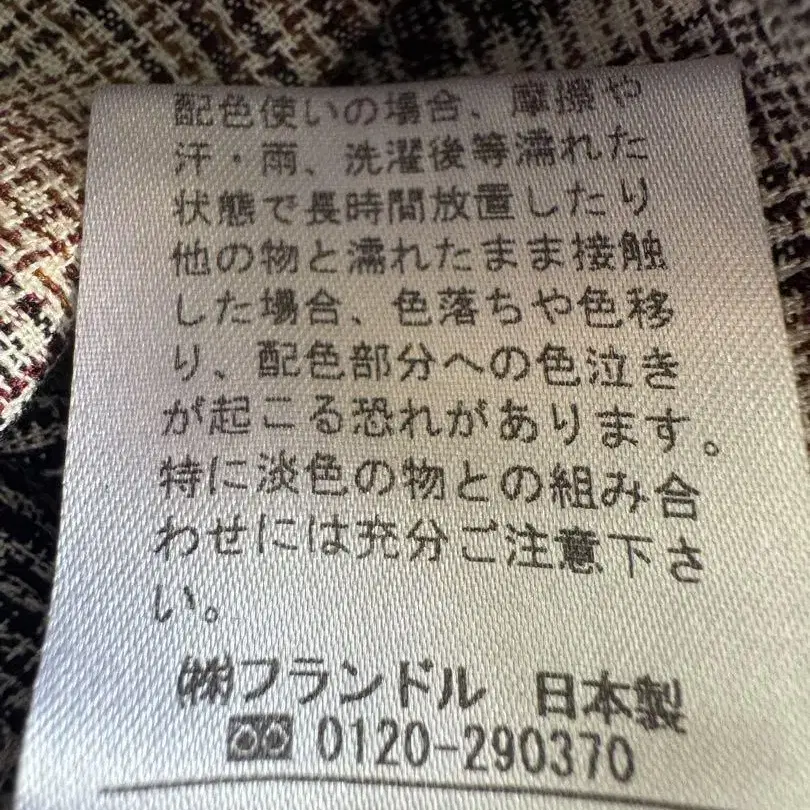 配色使いの場合、摩擦や
汗・雨、洗濯後等濡れた
状態で長時間放置したり
他の物と濡れたまま接触
した場合、色落ちや色移
り、配色部分への色泣き
が起こる恐れがあります。
特に淡色の物との組み合
わせには充分ご注意下さ
い。
㈱フランドル 日本製
0120-290370